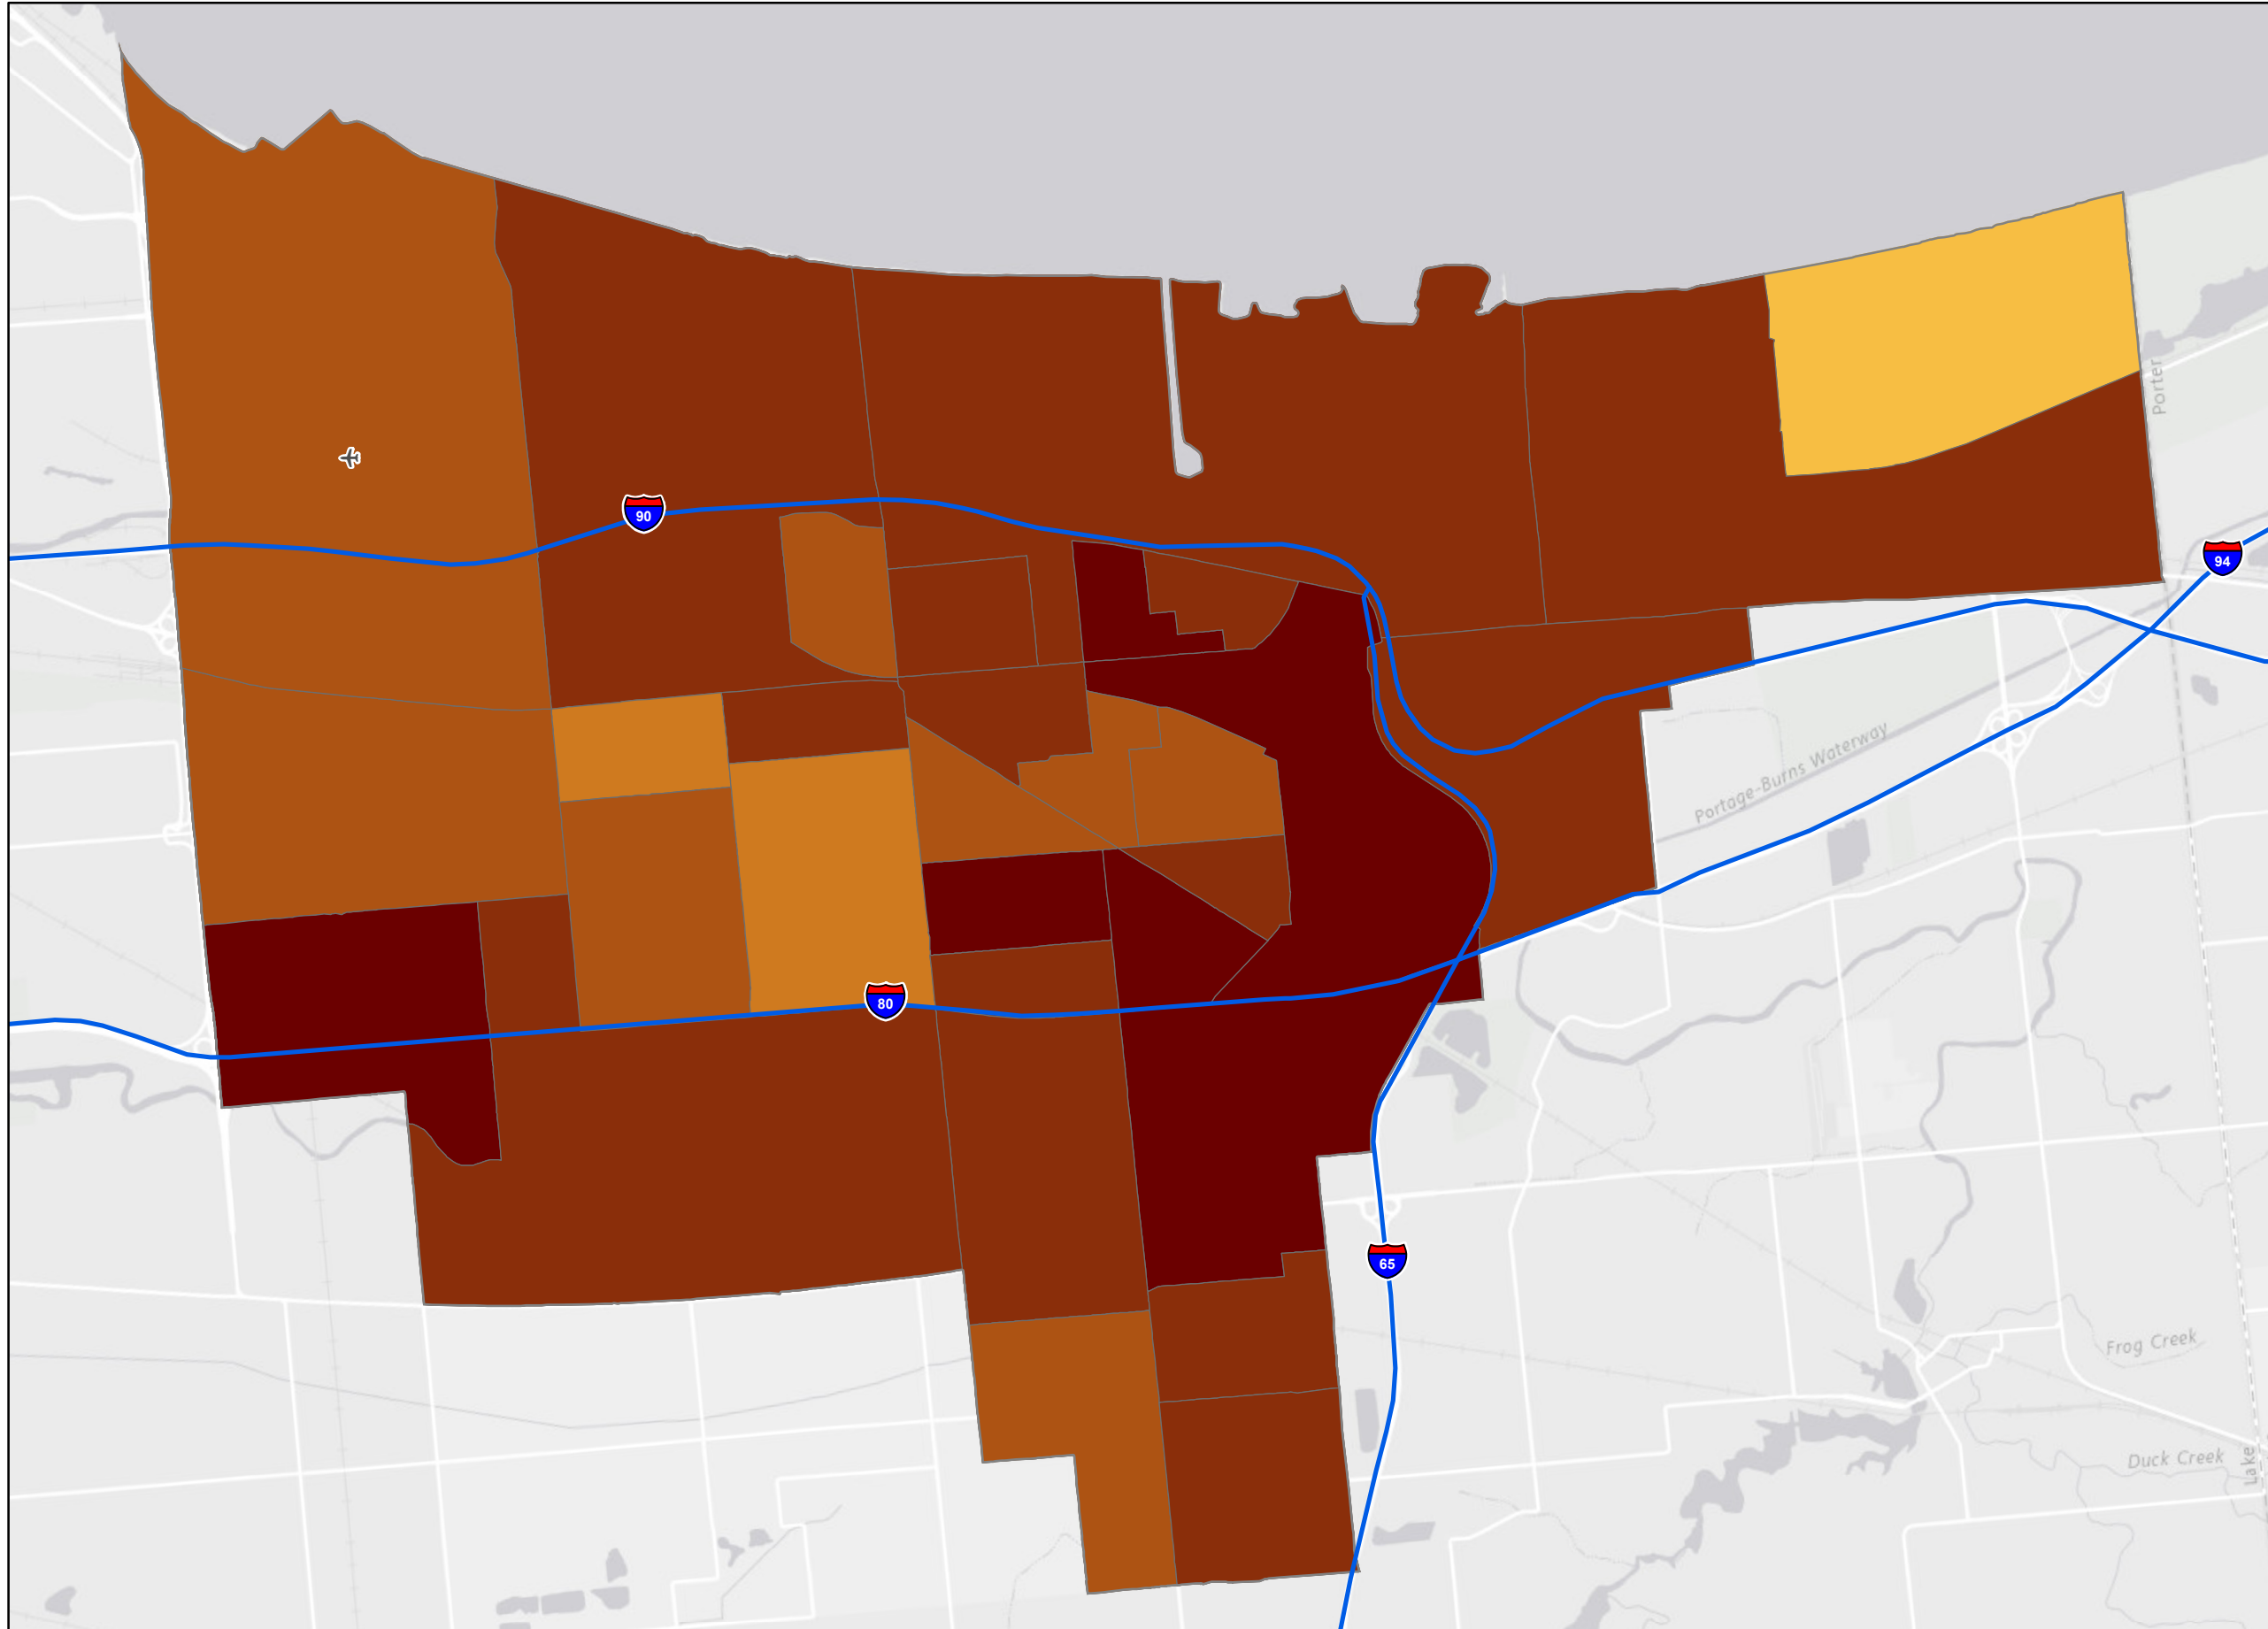 Porter
90
94
Portage-Burns Waterway
80
65
Frog Creek
Duck Creek
Lake